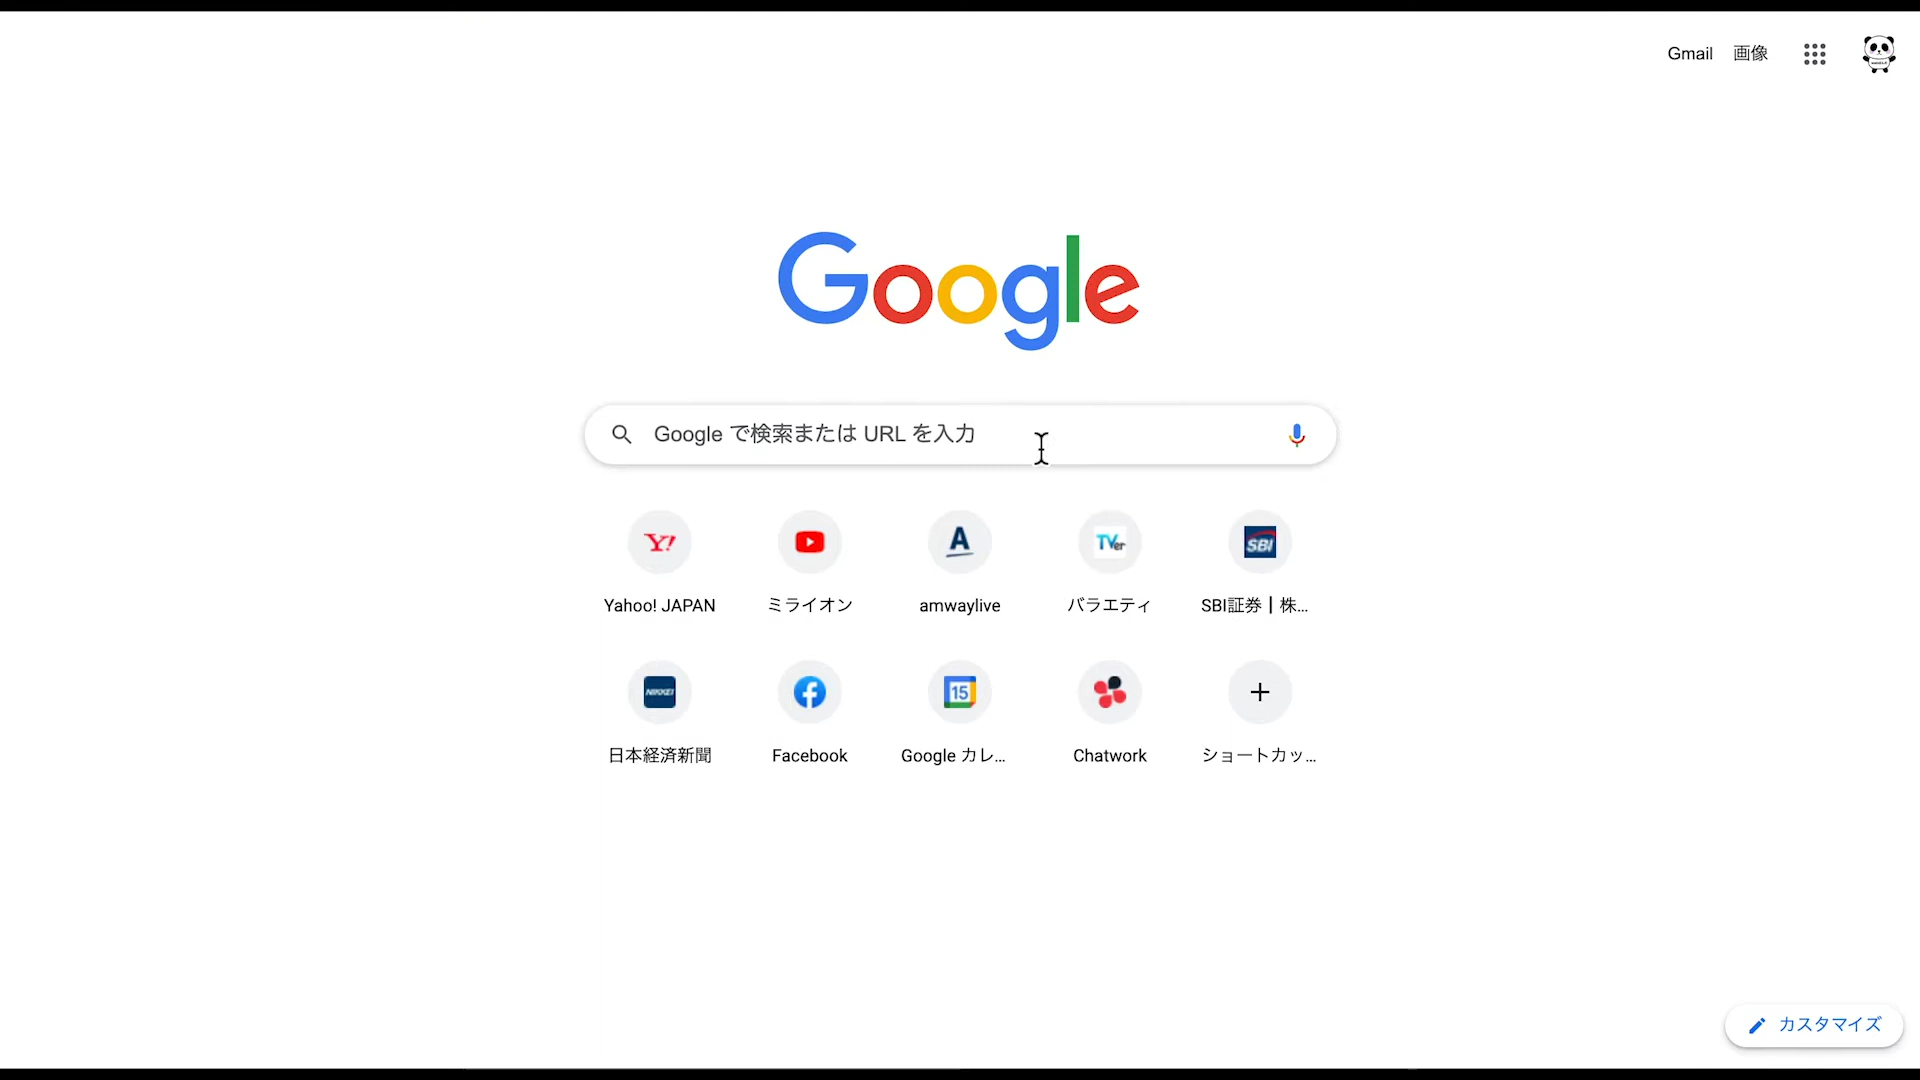 Gmail 画像
Google
Google で検索または URL を入力
Y! A TVer SBI
Yahoo! JAPAN ミライオン amwaylive バラエティ SBI証券 | 株...
NIKKEI 15
日本経済新聞 Facebook Google カレ... Chatwork ショートカッ...
カスタマイズ